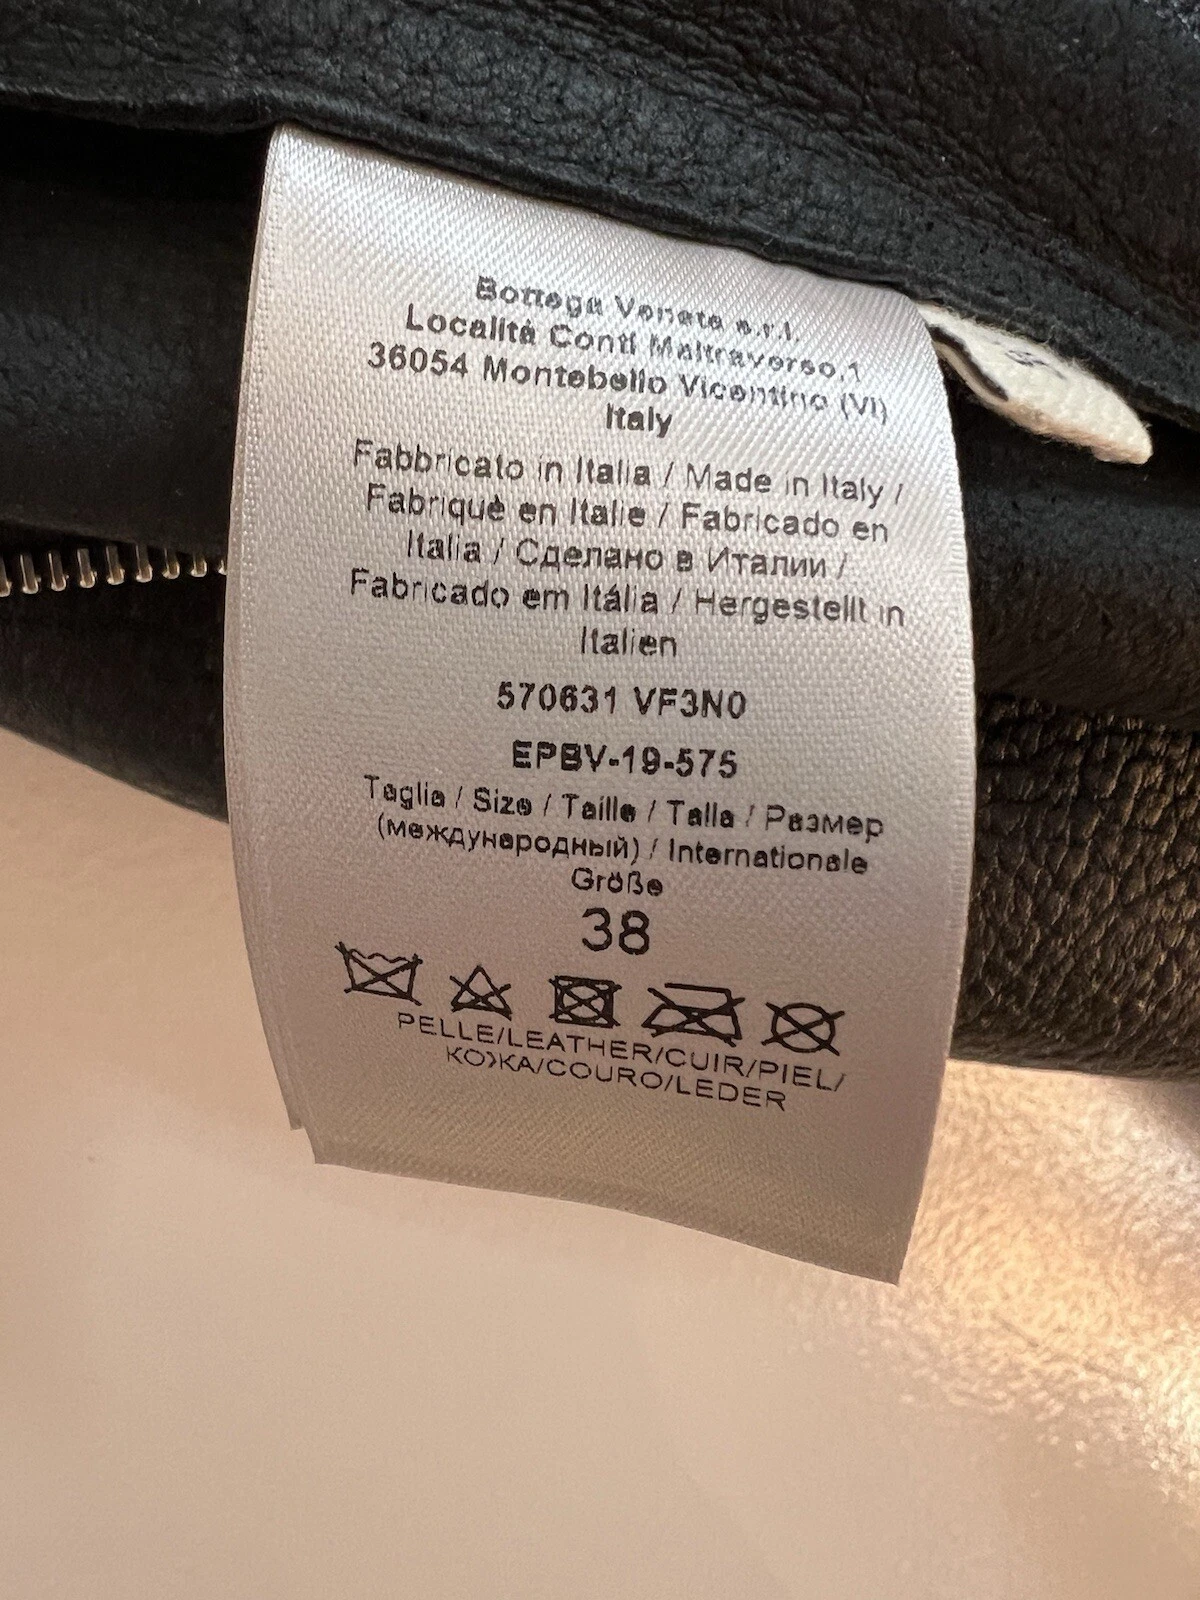 Bottega Veneta s.r.l.
Località Conti Maltraverso,1
36054 Montebello Vicentino (VI)
Italy
Fabbricato in Italia / Made in Italy /
Fabriqué en Italie / Fabricado en
Italia / Сделано в Италии /
Fabricado em Itália / Hergestellt in
Italien
570631 VF3N0
EPBV-19-575
Taglia / Size / Taille / Talla / Размер
(международный) / Internationale
Größe
38
PELLE/LEATHER/CUIR/PIEL/
КОЖА/COURO/LEDER